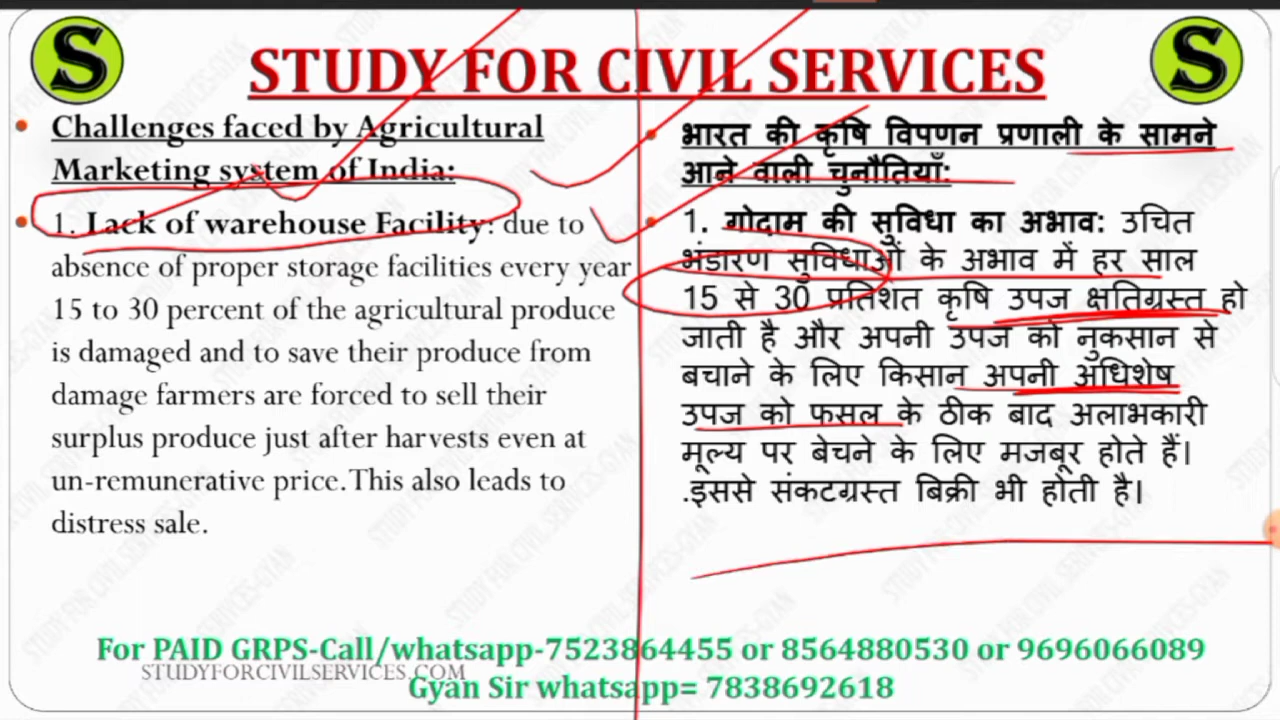 S
STUDY FOR CIVIL SERVICES
S
Challenges faced by Agricultural
Marketing system of India:
1. Lack of warehouse Facility: due to
absence of proper storage facilities every year
15 to 30 percent of the agricultural produce
is damaged and to save their produce from
damage farmers are forced to sell their
surplus produce just after harvests even at
un-remunerative price. This also leads to
distress sale.
भारत की कृषि विपणन प्रणाली के सामने
आने वाली चुनौतियाँ:
1. गोदाम की सुविधा का अभाव: उचित
भंडारण सुविधाओं के अभाव में हर साल
15 से 30 प्रतिशत कृषि उपज क्षतिग्रस्त हो
जाती है और अपनी उपज को नुकसान से
बचाने के लिए किसान अपनी अधिशेष
उपज को फसल के ठीक बाद अलाभकारी
मूल्य पर बेचने के लिए मजबूर होते हैं।
.इससे संकटग्रस्त बिक्री भी होती है।
For PAID GRPS-Call/whatsapp-7523864455 or 8564880530 or 9696066089
STUDYFORCIVILSERVICES.COM
Gyan Sir whatsapp= 7838692618